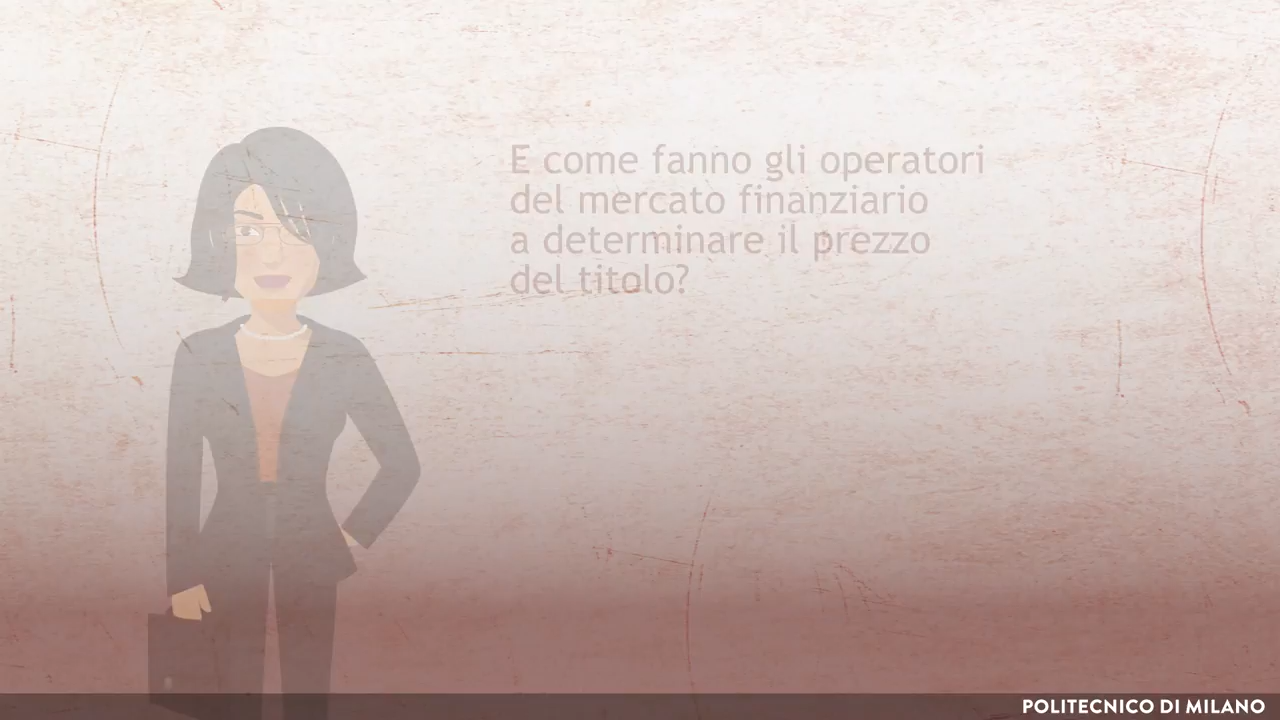 E come fanno gli operatori
del mercato finanziario
a determinare il prezzo
del titolo?
POLITECNICO DI MILANO